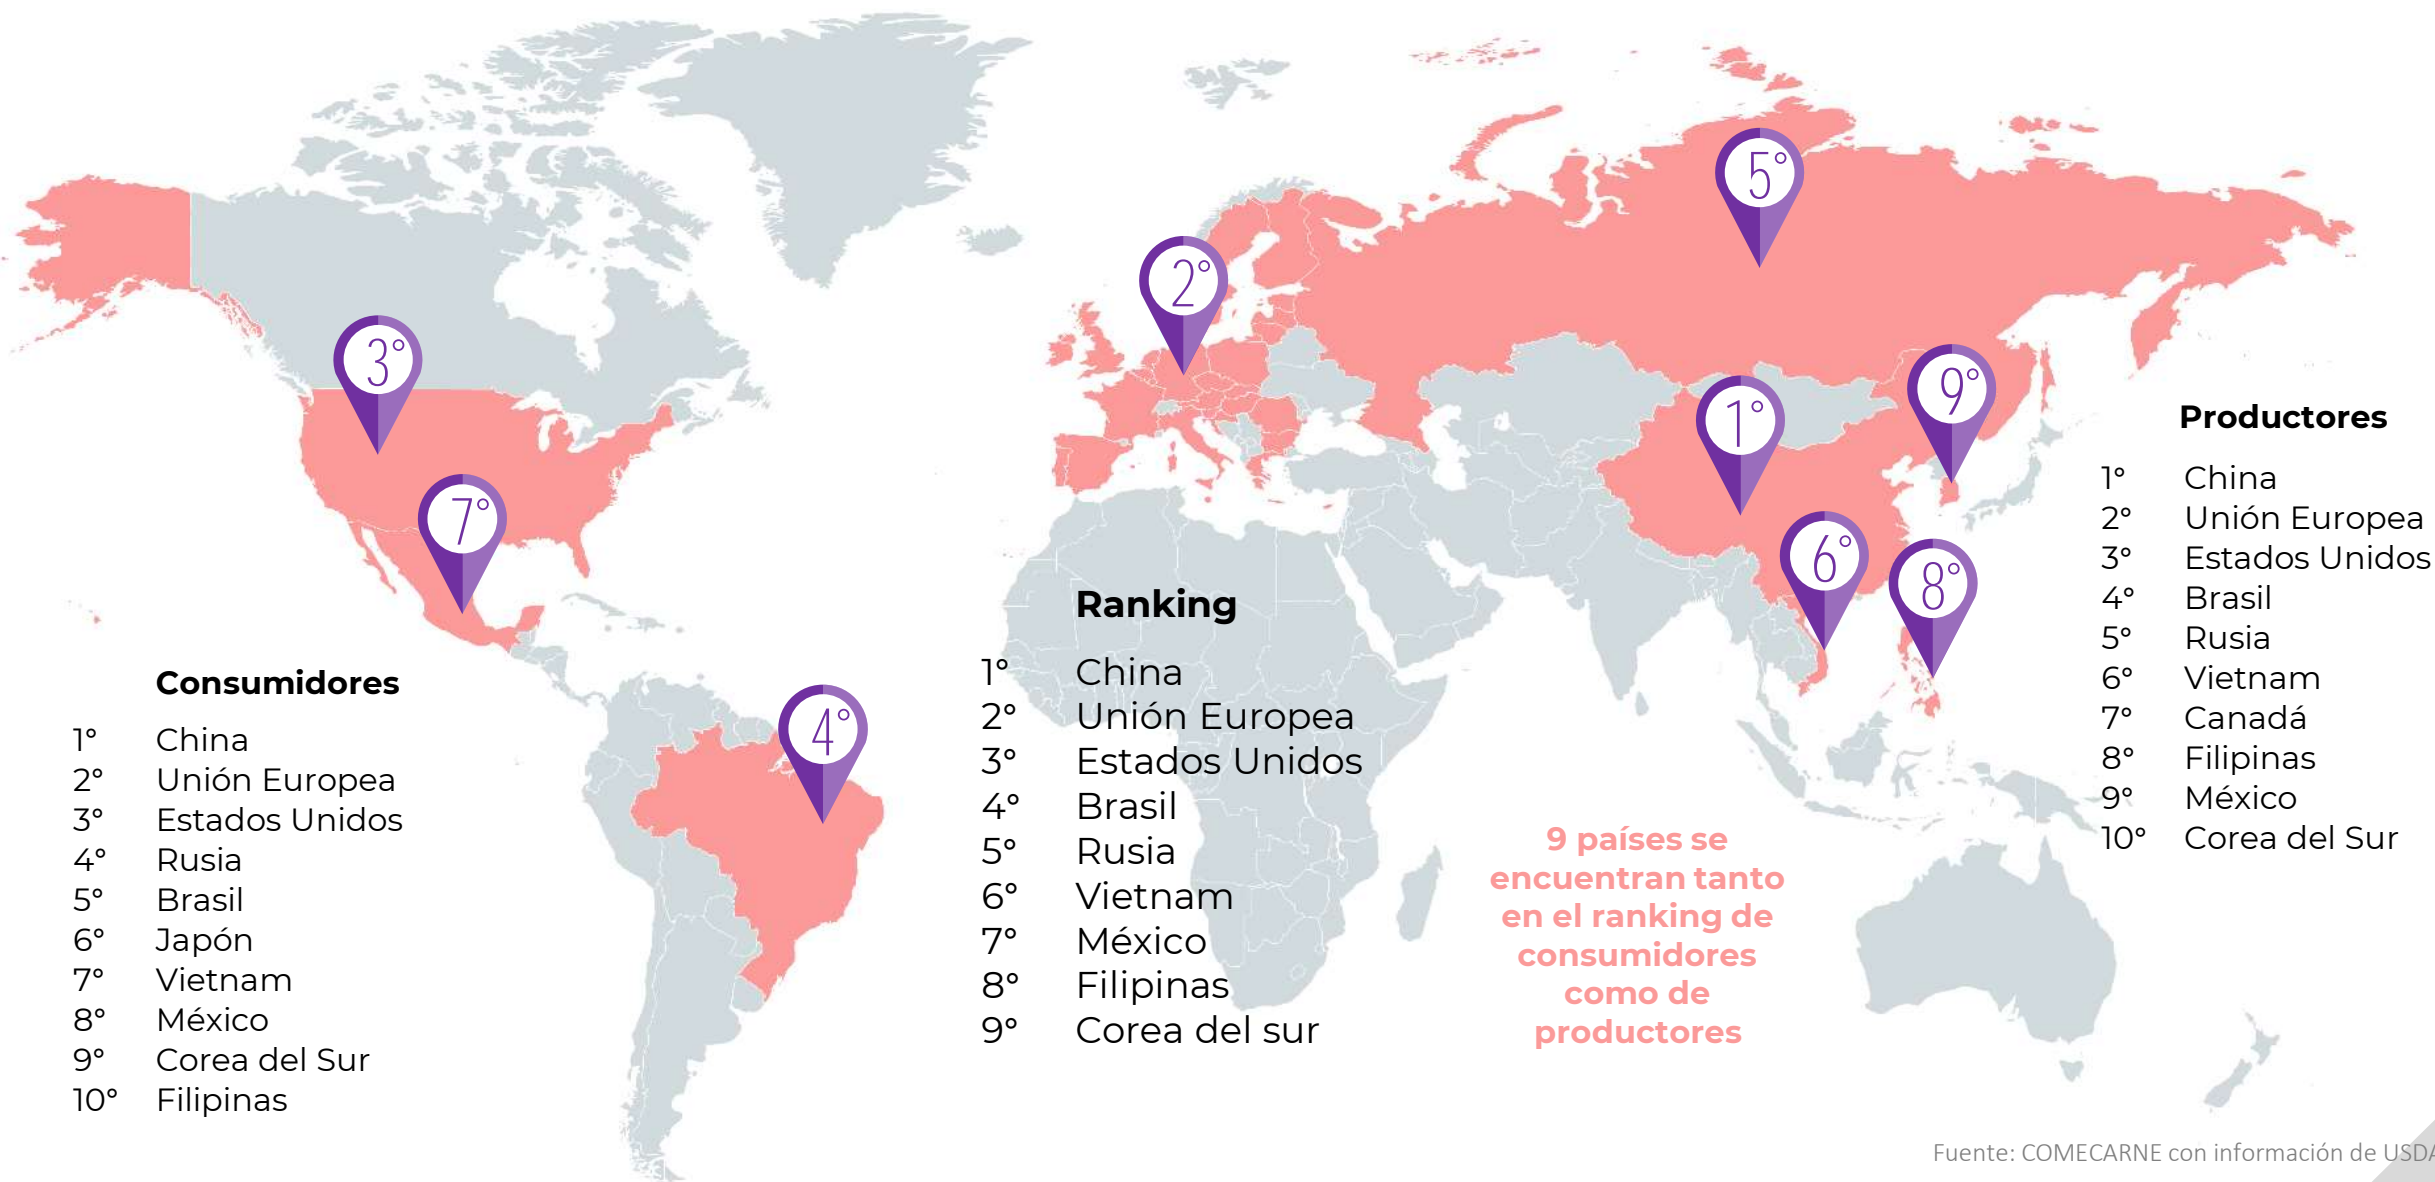 3°
7°
4°
2°
5°
1°
9°
6°
8°
Consumidores
1° China
2° Unión Europea
3° Estados Unidos
4° Rusia
5° Brasil
6° Japón
7° Vietnam
8° México
9° Corea del Sur
10° Filipinas
Ranking
1° China
2° Unión Europea
3° Estados Unidos
4° Brasil
5° Rusia
6° Vietnam
7° México
8° Filipinas
9° Corea del sur
9 países se
encuentran tanto
en el ranking de
consumidores
como de
productores
Productores
1° China
2° Unión Europea
3° Estados Unidos
4° Brasil
5° Rusia
6° Vietnam
7° Canadá
8° Filipinas
9° México
10° Corea del Sur
Fuente: COMECARNE con información de USDA